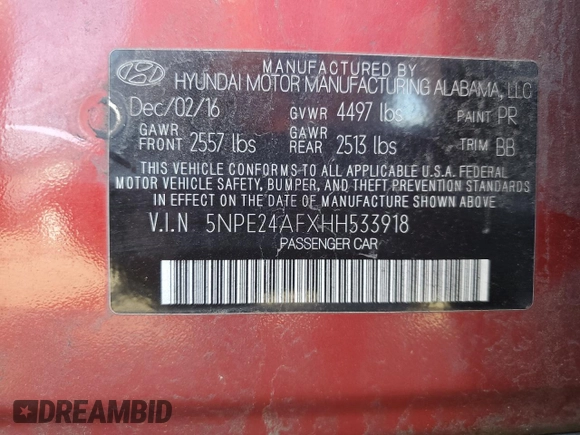 MANUFACTURED BY
HYUNDAI MOTOR MANUFACTURING ALABAMA, LLC
Dec/02/16 GVWR 4497 lbs PAINT PR
GAWR FRONT 2557 lbs GAWR REAR 2513 lbs TRIM BB
THIS VEHICLE CONFORMS TO ALL APPLICABLE U.S.A. FEDERAL
MOTOR VEHICLE SAFETY, BUMPER, AND THEFT PREVENTION STANDARDS
IN EFFECT ON THE DATE OF MANUFACTURE SHOWN ABOVE.
V.I.N 5NPE24AFXHH533918
PASSENGER CAR
DREAMBID